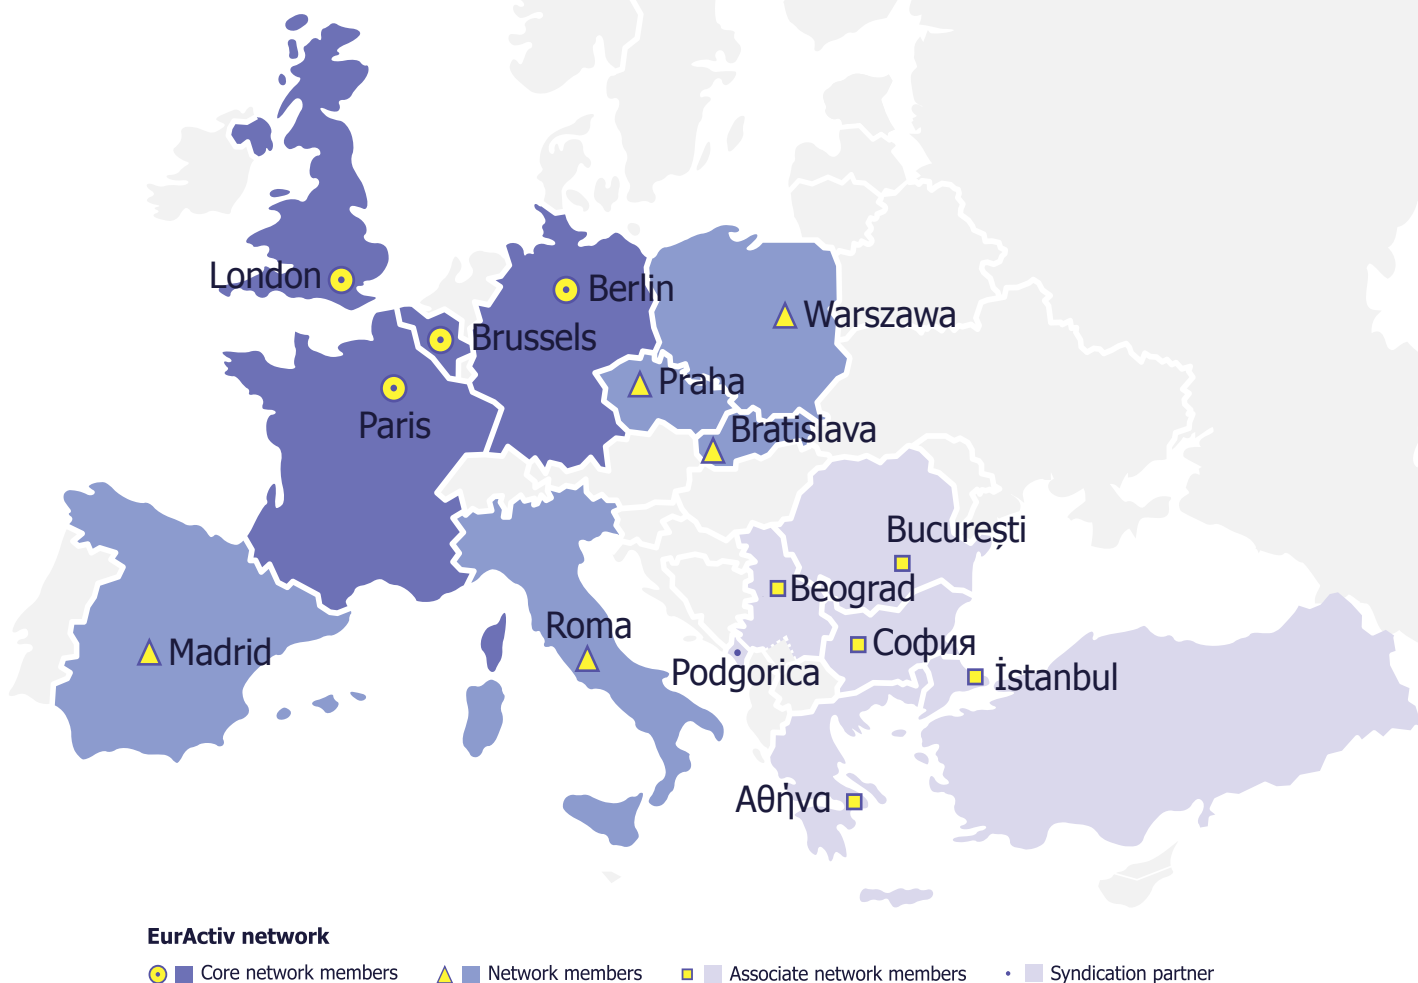 London
Berlin
Warszawa
Brussels
Praha
Paris
Bratislava
București
Beograd
Roma
София
Madrid
Podgorica
İstanbul
Αθήνα
EurActiv network
Core network members
Network members
Associate network members
Syndication partner